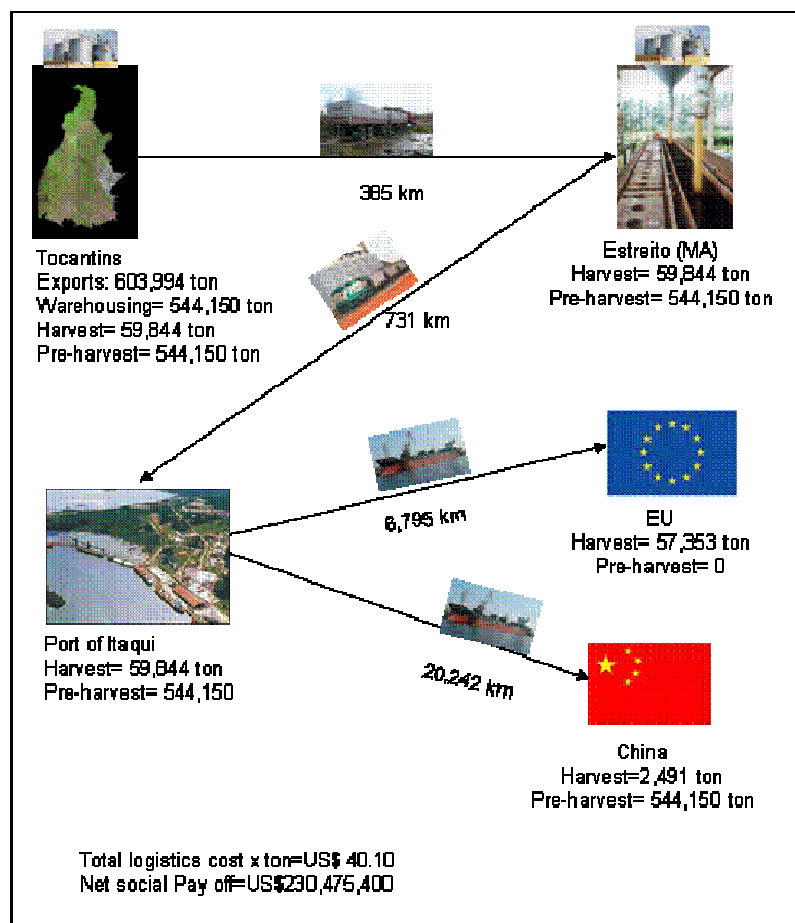 385 km
Tocantins
Exports: 603,994 ton
Warehousing= 544,150 ton
Harvest= 59,844 ton
Pre-harvest= 544,150 ton
Estreito (MA)
Harvest= 59,844 ton
Pre-harvest= 544,150 ton
731 km
6,795 km
EU
Harvest= 57,353 ton
Pre-harvest= 0
Port of Itaqui
Harvest= 59,844 ton
Pre-harvest= 544,150
20.242 km
China
Harvest=2,491 ton
Pre-harvest= 544,150 ton
Total logistics cost x ton=US$ 40.10
Net social Pay off=US$230,475,400